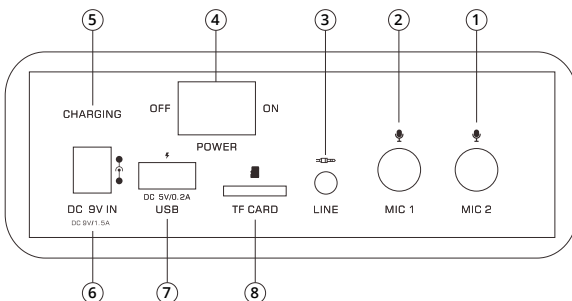 5 4 3 2 1
CHARGING
OFF ON
POWER
DC 5V/0.2A
DC 9V IN USB TF CARD LINE MIC 1 MIC 2
DC 9V/1.5A
6 7 8